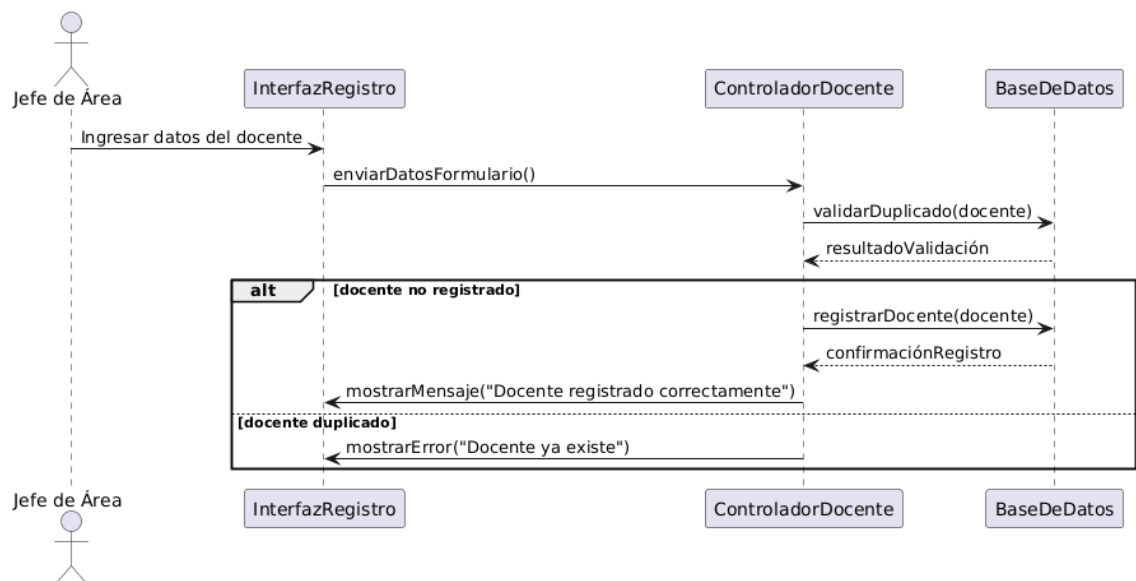 Jefe de Área
InterfazRegistro
ControladorDocente
BaseDeDatos
Ingresar datos del docente
enviarDatosFormulario()
validarDuplicado(docente)
resultadoValidación
alt
[docente no registrado]
registrarDocente(docente)
confirmaciónRegistro
mostrarMensaje("Docente registrado correctamente")
[docente duplicado]
mostrarError("Docente ya existe")
Jefe de Área
InterfazRegistro
ControladorDocente
BaseDeDatos